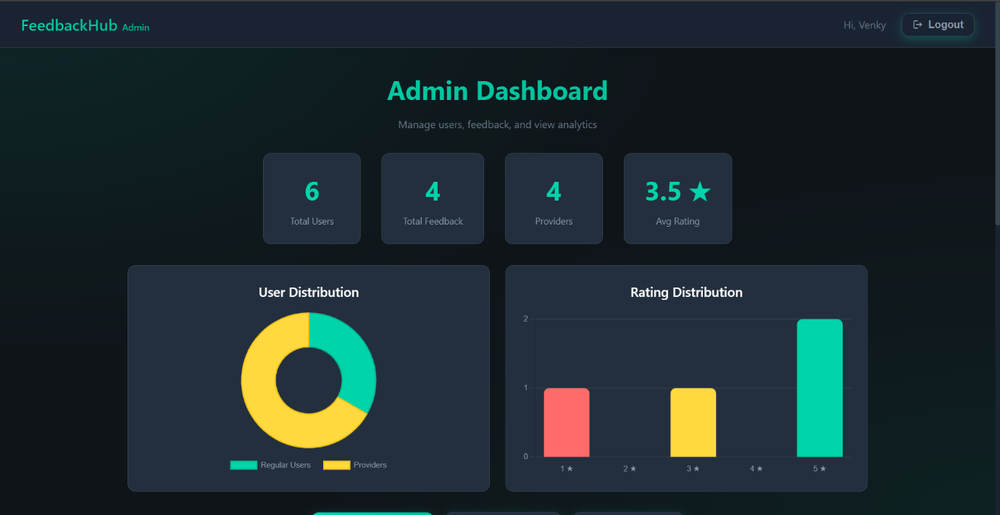 FeedbackHub Admin
Hi, Venky
Logout
Admin Dashboard
Manage users, feedback, and view analytics
6
Total Users
4
Total Feedback
4
Providers
3.5 ★
Avg Rating
User Distribution
Regular Users
Providers
Rating Distribution
2
1
0
1 ★
2 ★
3 ★
4 ★
5 ★